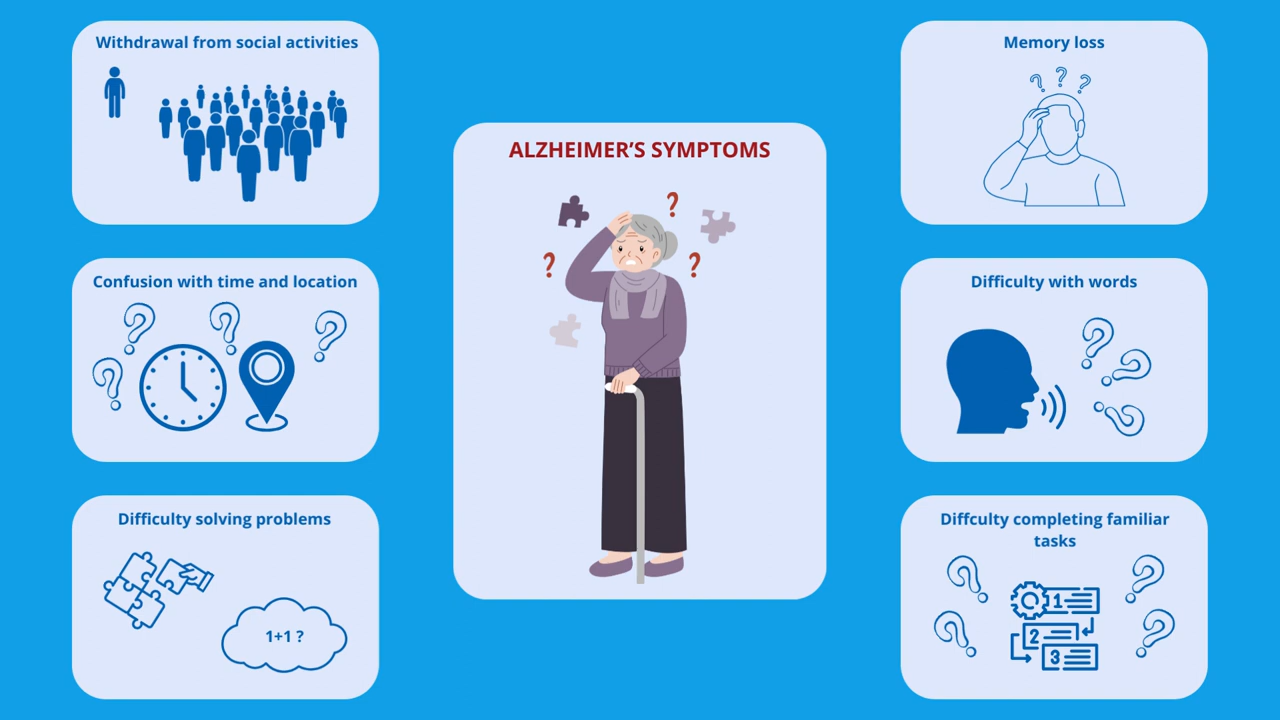 Withdrawal from social activities
Memory loss
ALZHEIMER'S SYMPTOMS
Confusion with time and location
Difficulty with words
Difficulty solving problems
1+1 ?
Diffculty completing familiar
tasks
1
2
3